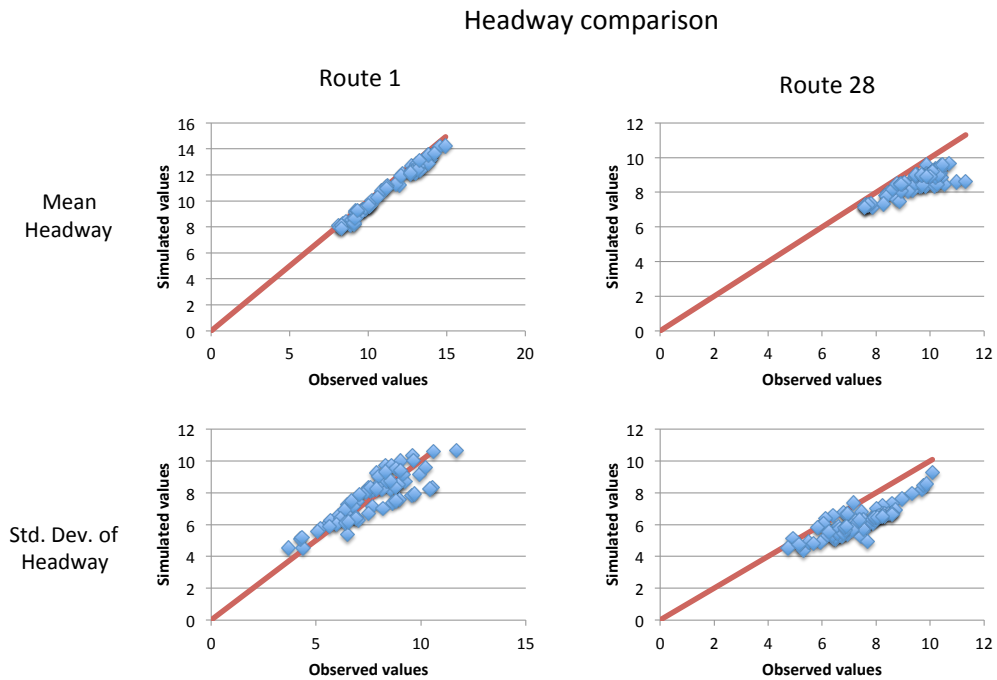 Headway comparison
Route 1
Route 28
Mean
Headway
Simulated values
16
14
12
10
8
6
4
2
0
0 5 10 15 20
Observed values
Simulated values
12
10
8
6
4
2
0
0 2 4 6 8 10 12
Observed values
Std. Dev. of
Headway
Simulated values
12
10
8
6
4
2
0
0 5 10 15
Observed values
Simulated values
12
10
8
6
4
2
0
0 2 4 6 8 10 12
Observed values